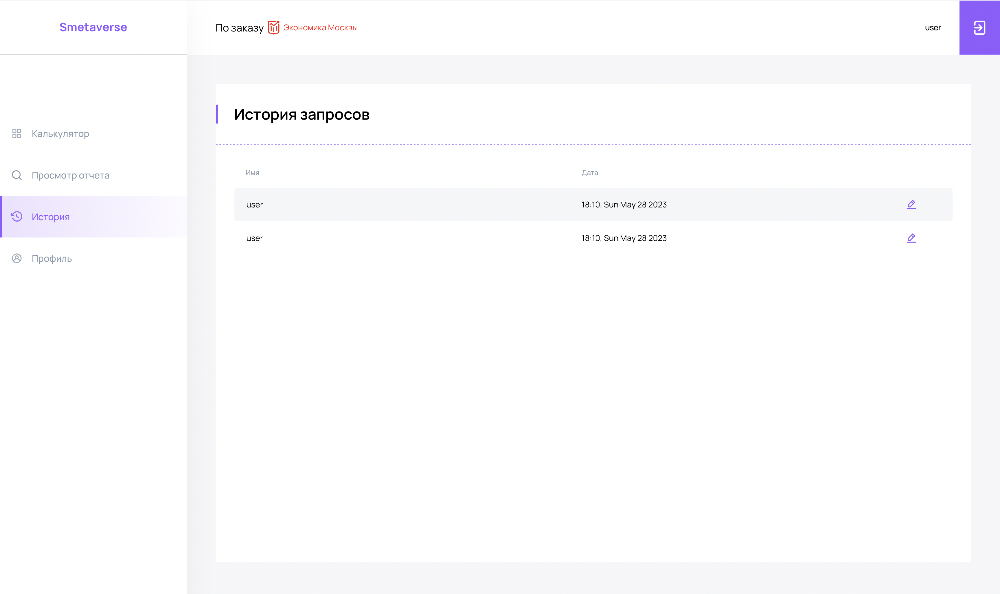 Smetaverse
По заказу Экономика Москвы
user
Калькулятор
Просмотр отчета
История
Профиль
История запросов
Имя Дата
user 18:10, Sun May 28 2023
user 18:10, Sun May 28 2023